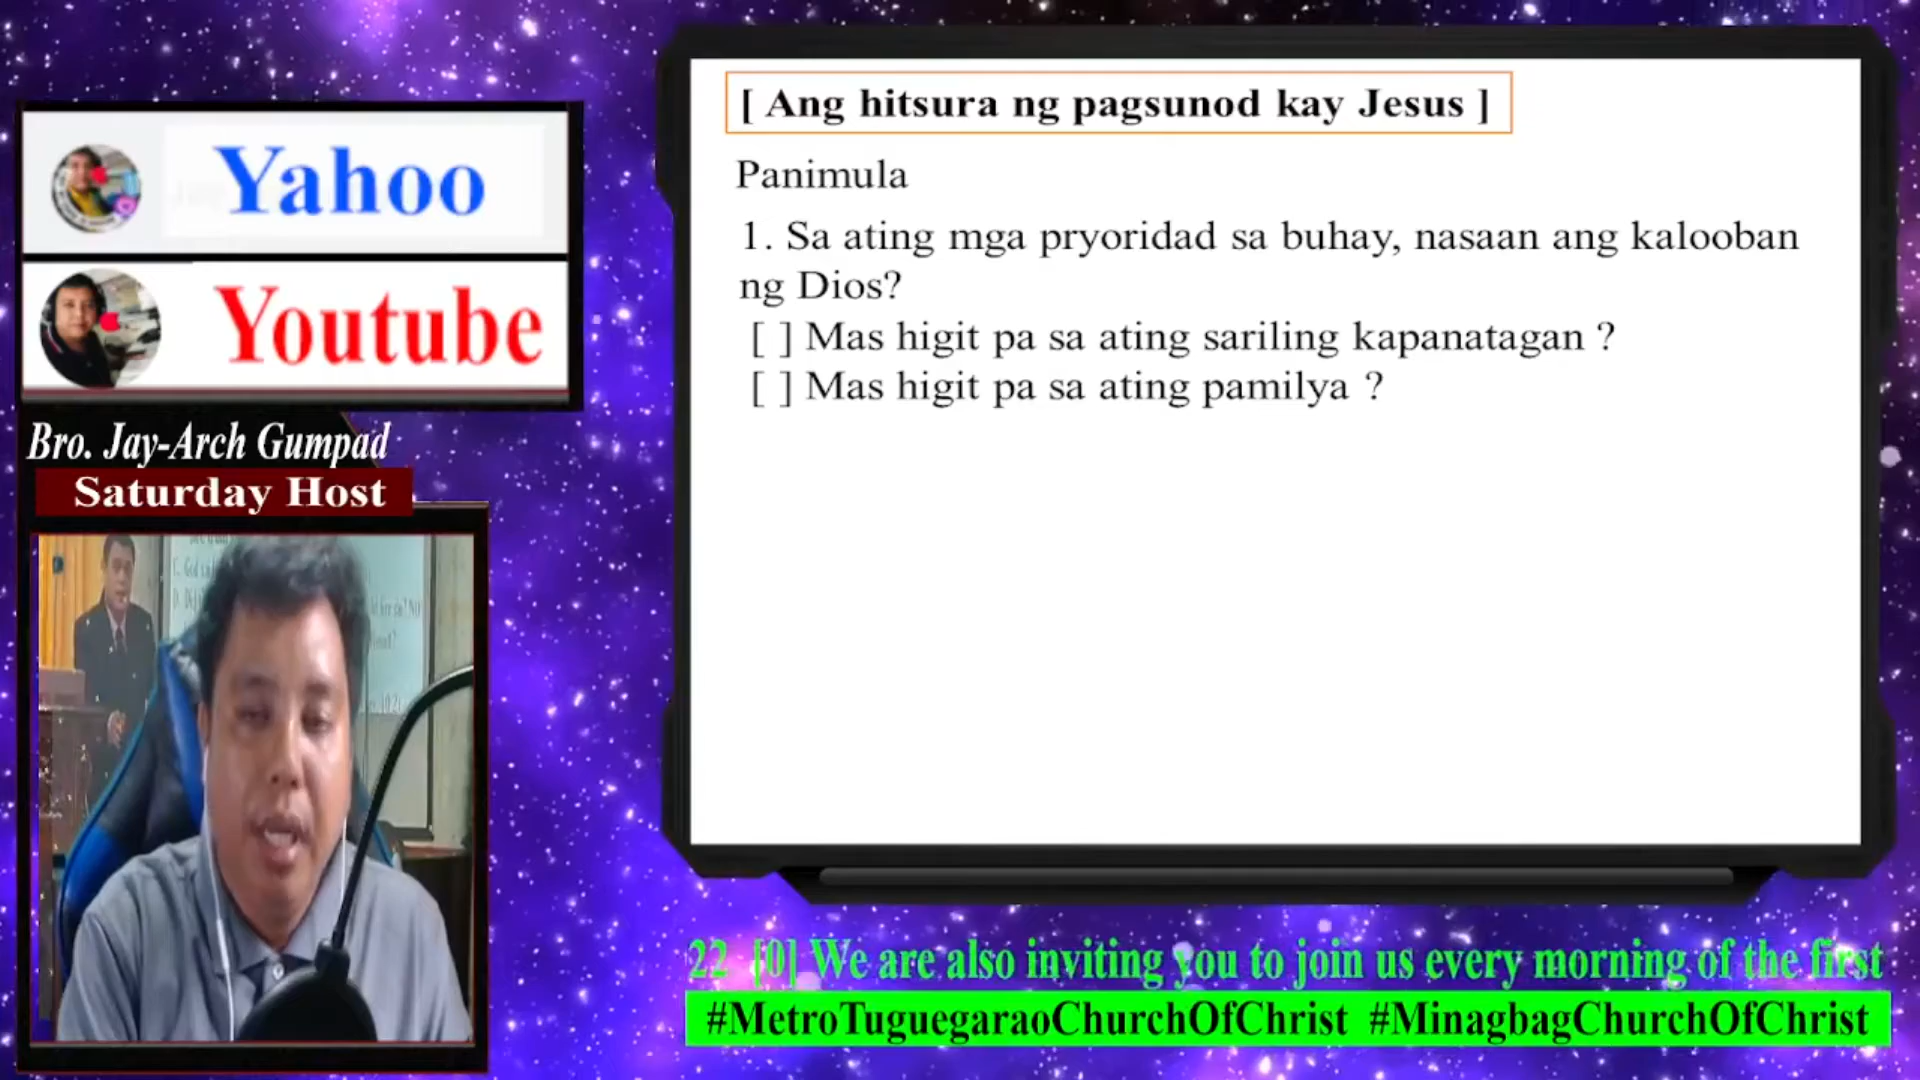 Yahoo
Youtube
Bro. Jay-Arch Gumpad
Saturday Host
[ Ang hitsura ng pagsunod kay Jesus ]
Panimula
1. Sa ating mga pryoridad sa buhay, nasaan ang kalooban
ng Dios?
[ ] Mas higit pa sa ating sariling kapanatagan ?
[ ] Mas higit pa sa ating pamilya ?
22 [0] We are also inviting you to join us every morning of the first
#MetroTuguegaraoChurchOfChrist #MinagbagChurchOfChrist